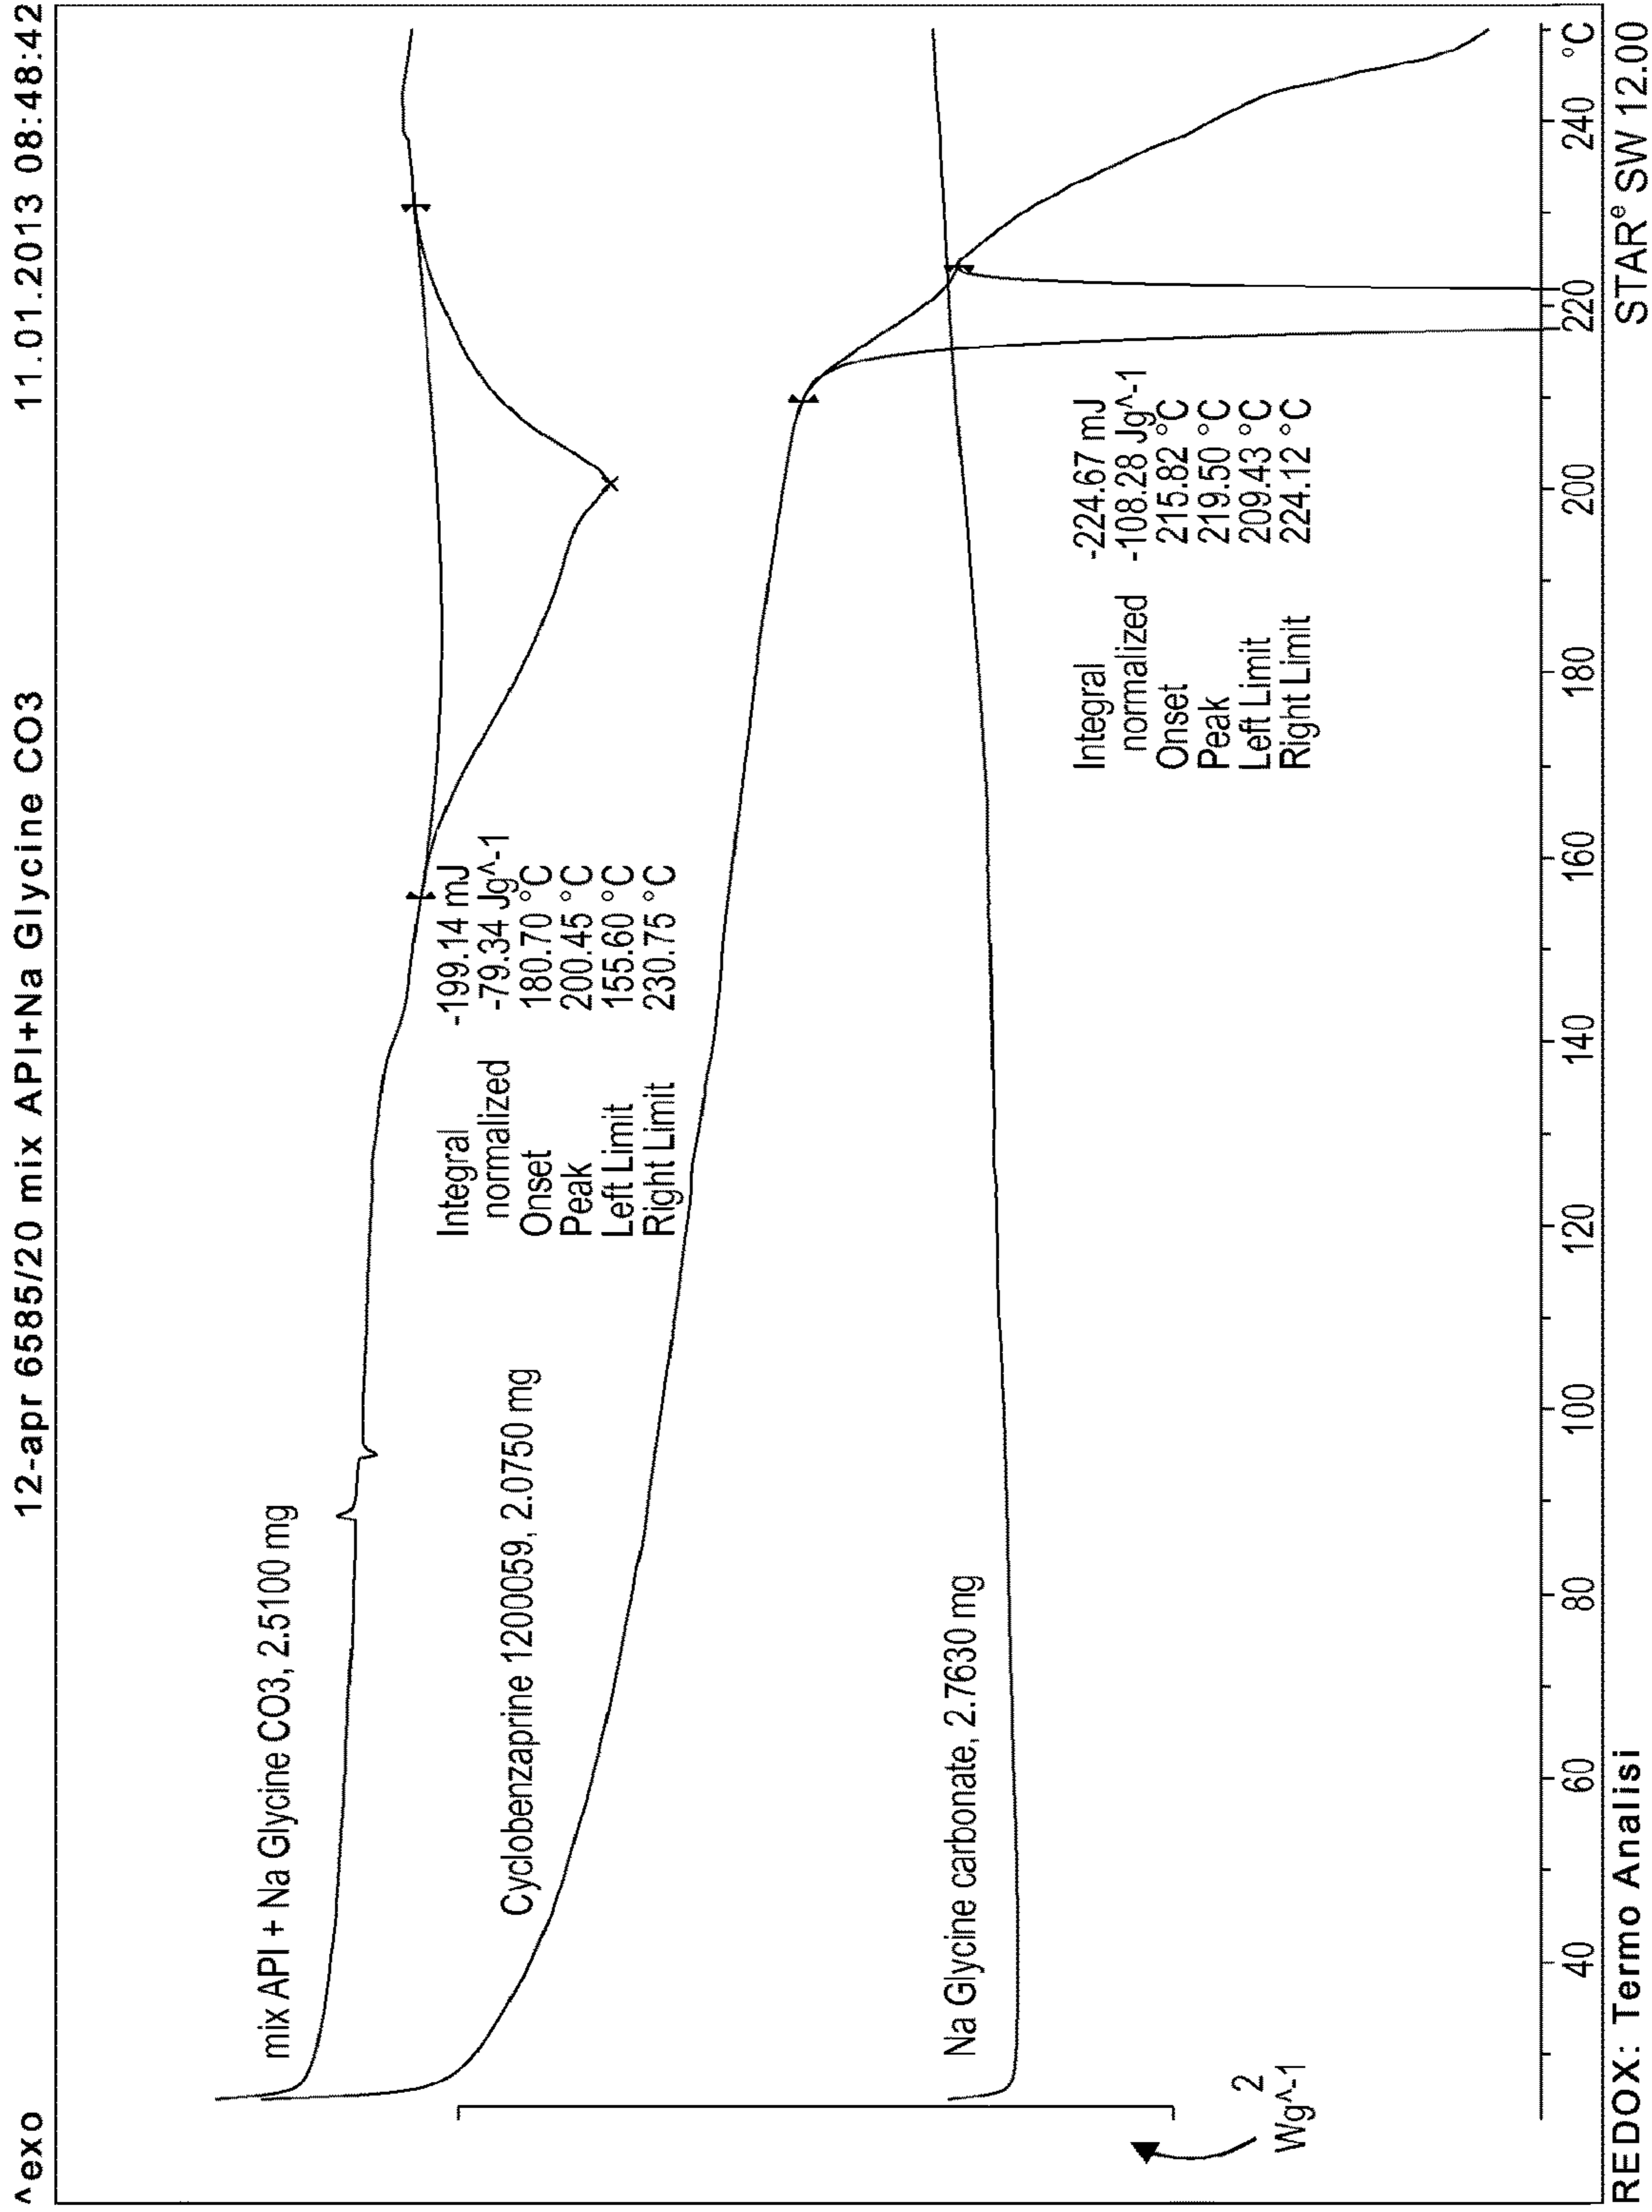 ^exo
12-apr 6585/20 mix API+Na Glycine CO3
11.01.2013 08:48:42
mix API + Na Glycine CO3, 2.5100 mg
Integral -199.14 mJ
normalized -79.34 Jg^-1
Onset 180.70 °C
Peak 200.45 °C
Left Limit 155.60 °C
Right Limit 230.75 °C
Cyclobenzaprine 1200059, 2.0750 mg
Na Glycine carbonate, 2.7630 mg
Integral -224.67 mJ
normalized -108.28 Jg^-1
Onset 215.82 °C
Peak 219.50 °C
Left Limit 209.43 °C
Right Limit 224.12 °C
2
Wg^-1
40 60 80 100 120 140 160 180 200 220 240 °C
REDOX: Termo Analisi
STARe SW 12.00